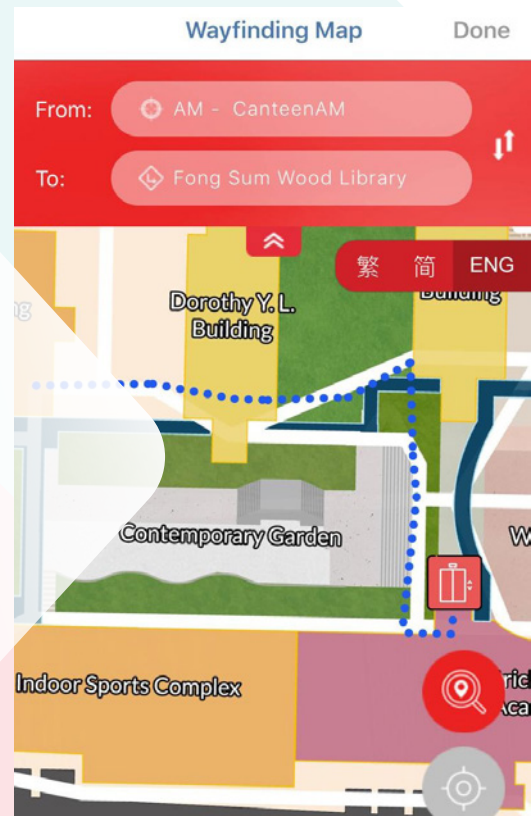 Wayfinding Map Done
From: AM - CanteenAM
To: Fong Sum Wood Library
繁 简 ENG
Dorothy Y. L.
Building
Building
Contemporary Garden
Indoor Sports Complex